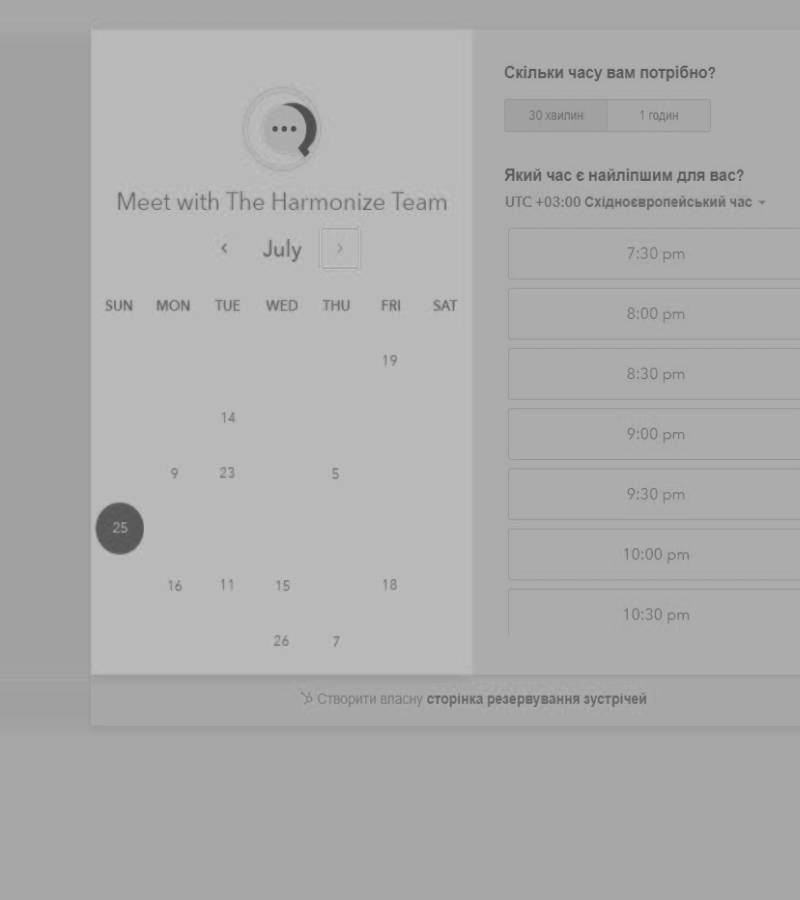 Meet with The Harmonize Team
July
SUN MON TUE WED THU FRI SAT
19
14
9 23 5
25
16 11 15 18
26 7
Скільки часу вам потрібно?
30 хвилин 1 годин
Який час є найліпшим для вас?
UTC +03:00 Східноєвропейський час
7:30 pm
8:00 pm
8:30 pm
9:00 pm
9:30 pm
10:00 pm
10:30 pm
Створити власну сторінка резервування зустрічей